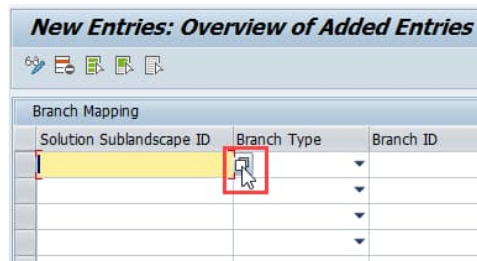 New Entries: Overview of Added Entries
Branch Mapping
Solution Sublandscape ID Branch Type Branch ID